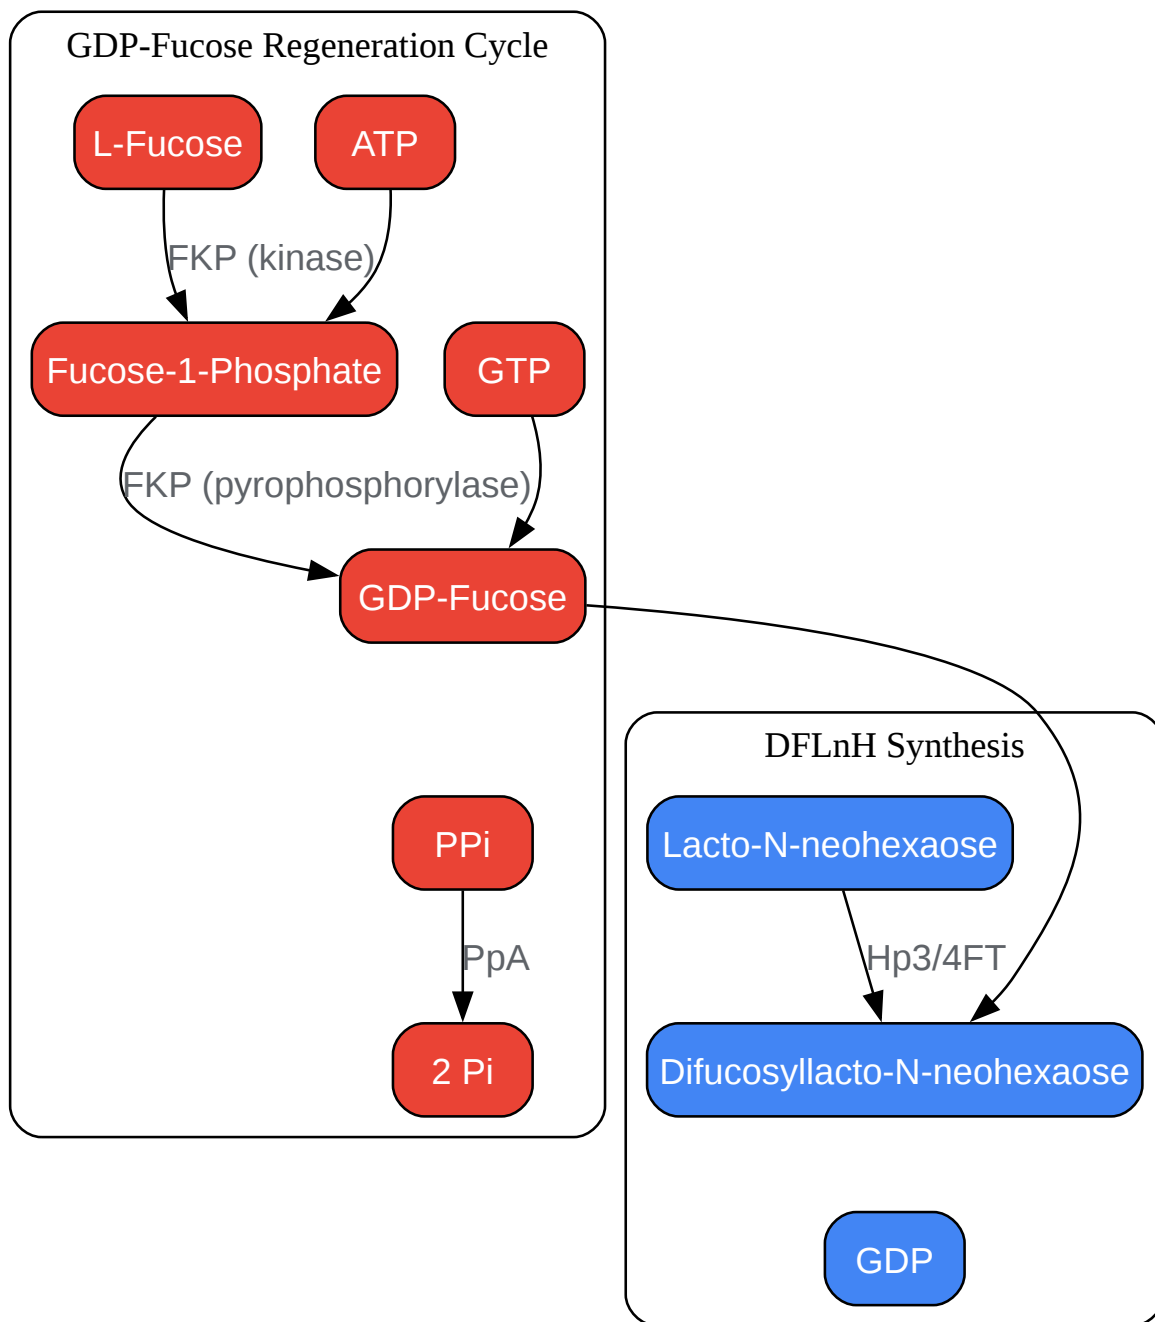 GDP-Fucose Regeneration Cycle
L-Fucose
ATP
FKP (kinase)
Fucose-1-Phosphate
GTP
FKP (pyrophosphorylase)
GDP-Fucose
PPi
PpA
2 Pi
DFLnH Synthesis
Lacto-N-neohexaose
Hp3/4FT
Difucosyllacto-N-neohexaose
GDP